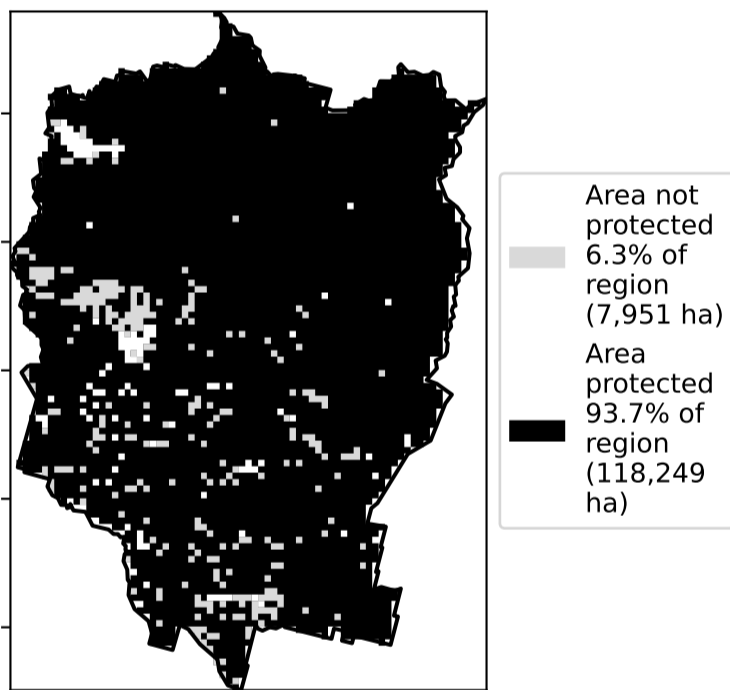 Area not
protected
6.3% of
region
(7,951 ha)
Area
protected
93.7% of
region
(118,249
ha)